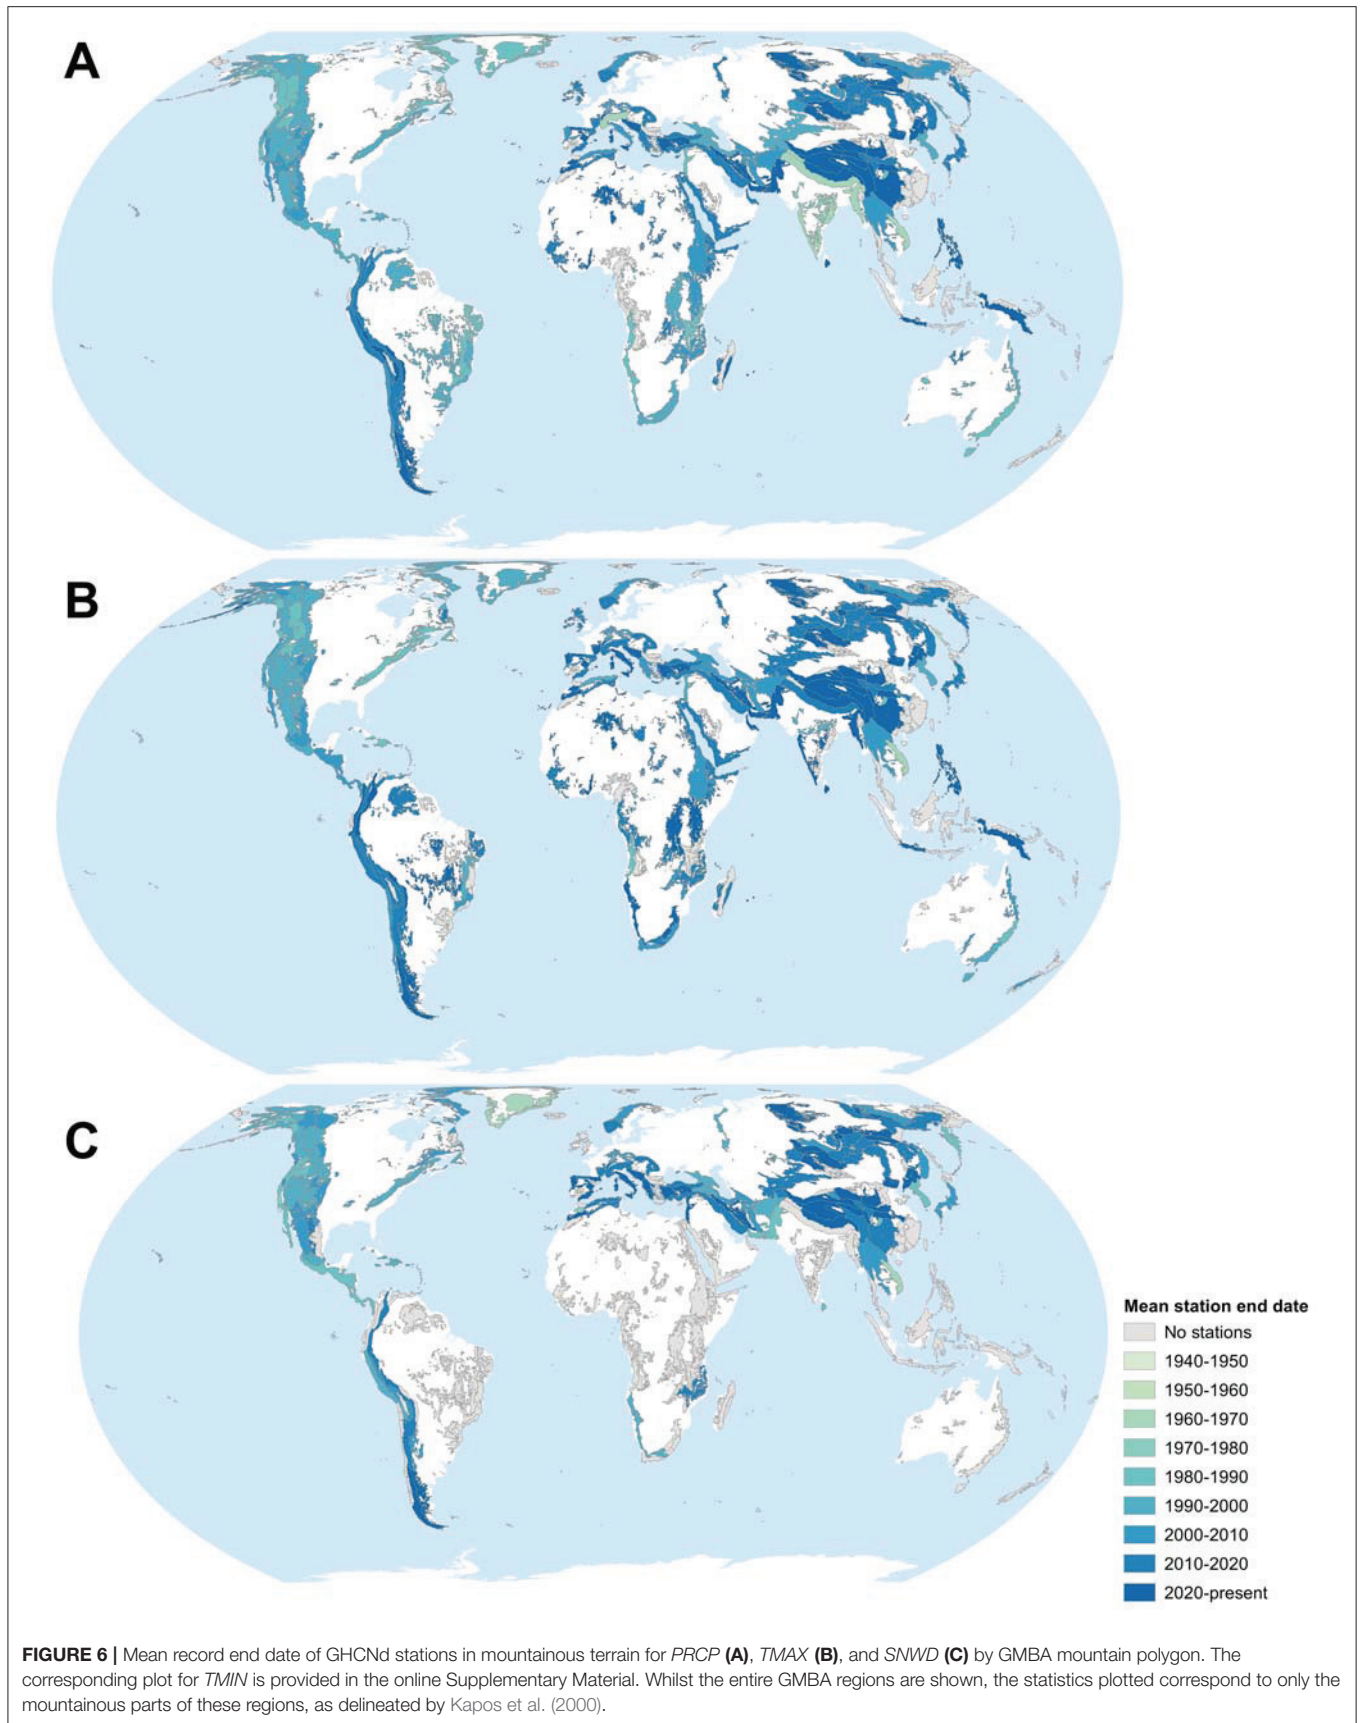 A
B
C
Mean station end date
No stations
1940-1950
1950-1960
1960-1970
1970-1980
1980-1990
1990-2000
2000-2010
2010-2020
2020-present
FIGURE 6 | Mean record end date of GHCNd stations in mountainous terrain for PRCP (A), TMAX (B), and SNWD (C) by GMBA mountain polygon. The
corresponding plot for TMIN is provided in the online Supplementary Material. Whilst the entire GMBA regions are shown, the statistics plotted correspond to only the
mountainous parts of these regions, as delineated by Kapos et al. (2000).